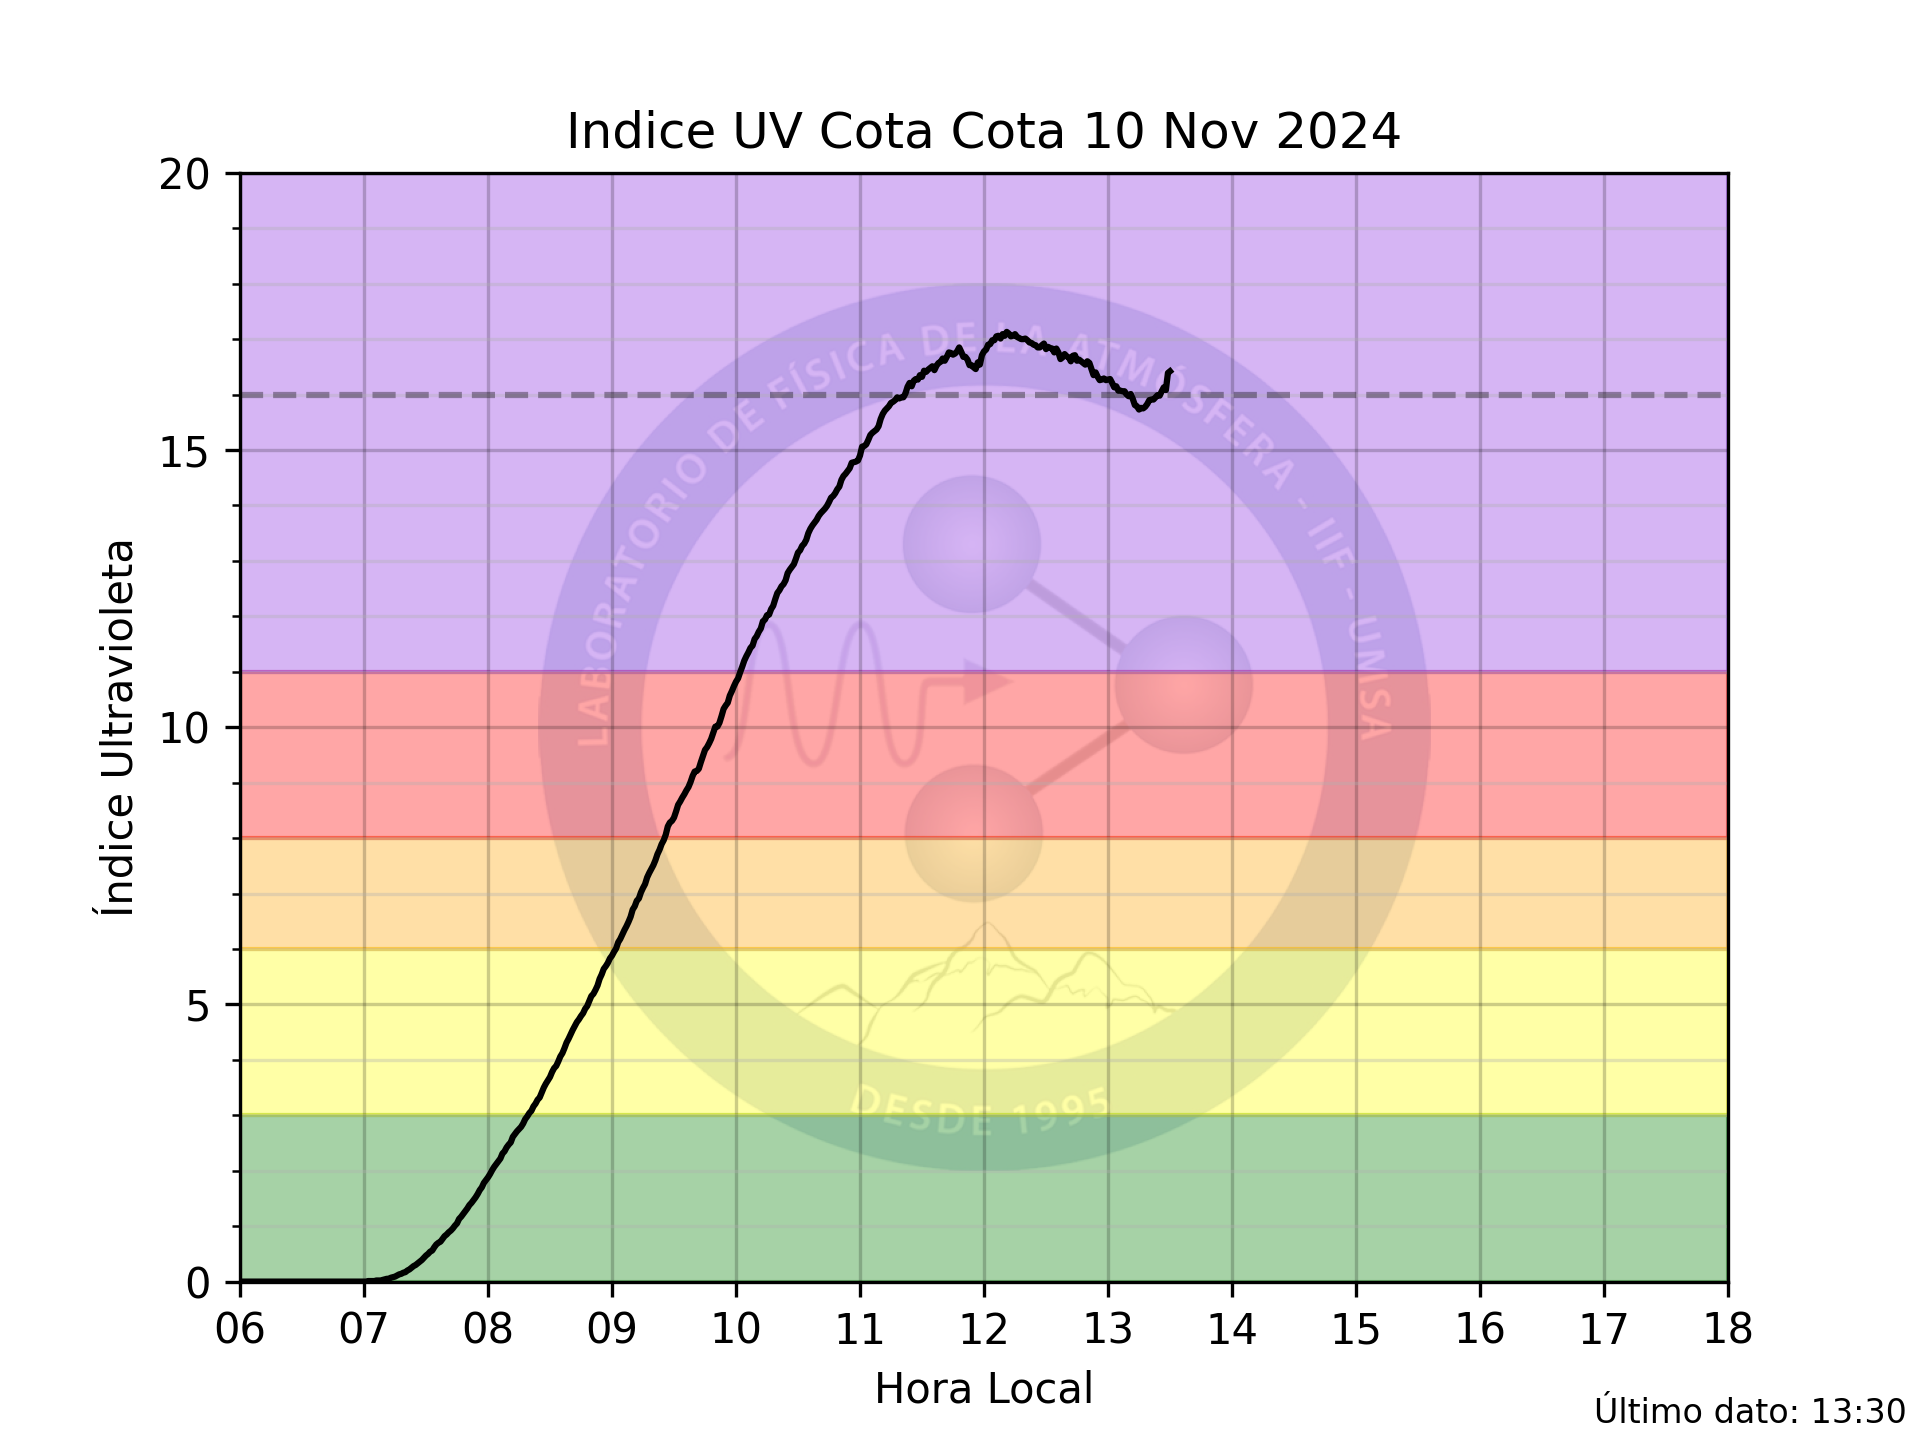 Indice UV Cota Cota 10 Nov 2024
20
15
10
5
0
Índice Ultravioleta
LABORATORIO DE FÍSICA DE LA ATMÓSFERA - IIF - UMSA
DESDE 1995
06 07 08 09 10 11 12 13 14 15 16 17 18
Hora Local
Último dato: 13:30